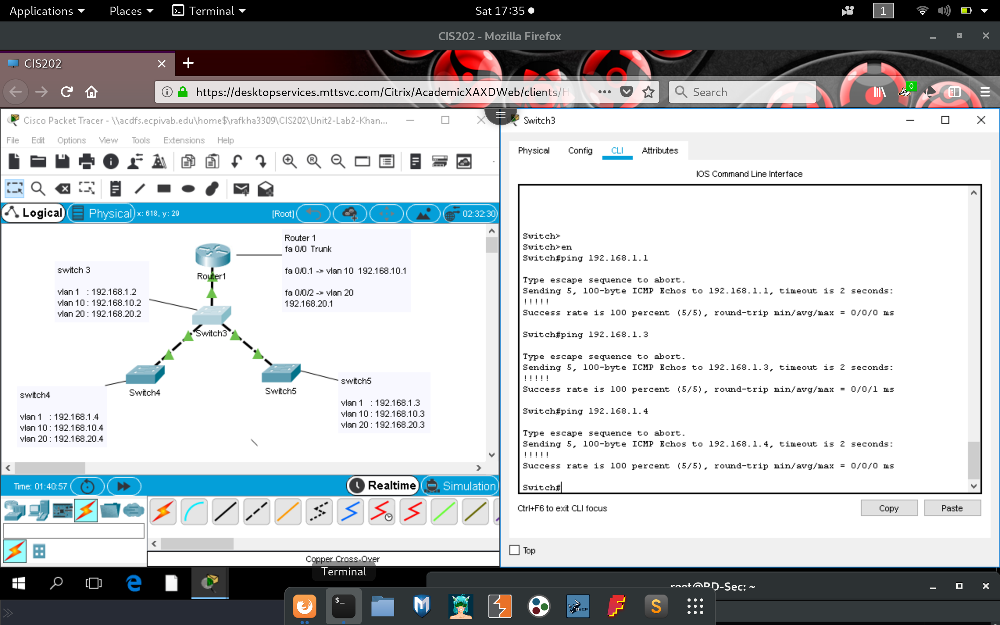 Applications Places Terminal Sat 17:35 1
CIS202 - Mozilla Firefox
CIS202
https://desktopservices.mttsvc.com/Citrix/AcademicXAXDWeb/clients/H Search 0
Cisco Packet Tracer - \\acdfs.ecpivab.edu\home$\rafkha3309\CIS202\Unit2-Lab2-Khan...
File Edit Options View Tools Extensions Help
Logical Physical x: 618, y: 29 [Root] 02:32:30
Router 1
fa 0/0 Trunk
fa 0/0.1 -> vlan 10 192.168.10.1
fa 0/0/2 -> vlan 20
192.168.20.1
Router1
switch 3
vlan 1 : 192.168.1.2
vlan 10 : 192.168.10.2
vlan 20 : 192.168.20.2
Switch3
Switch4
Switch5
switch4
vlan 1 : 192.168.1.4
vlan 10 : 192.168.10.4
vlan 20 : 192.168.20.4
switch5
vlan 1 : 192.168.1.3
vlan 10 : 192.168.10.3
vlan 20 : 192.168.20.3
Time: 01:40:57 Realtime Simulation
Copper Cross-Over
Switch3
Physical Config CLI Attributes
IOS Command Line Interface
Switch>
Switch>en
Switch#ping 192.168.1.1
Type escape sequence to abort.
Sending 5, 100-byte ICMP Echos to 192.168.1.1, timeout is 2 seconds:
!!!!!
Success rate is 100 percent (5/5), round-trip min/avg/max = 0/0/0 ms
Switch#ping 192.168.1.3
Type escape sequence to abort.
Sending 5, 100-byte ICMP Echos to 192.168.1.3, timeout is 2 seconds:
!!!!!
Success rate is 100 percent (5/5), round-trip min/avg/max = 0/0/1 ms
Switch#ping 192.168.1.4
Type escape sequence to abort.
Sending 5, 100-byte ICMP Echos to 192.168.1.4, timeout is 2 seconds:
!!!!!
Success rate is 100 percent (5/5), round-trip min/avg/max = 0/0/0 ms
Switch#
Ctrl+F6 to exit CLI focus Copy Paste
Top
Terminal
root@BD-Sec: ~
$_ BeEF S